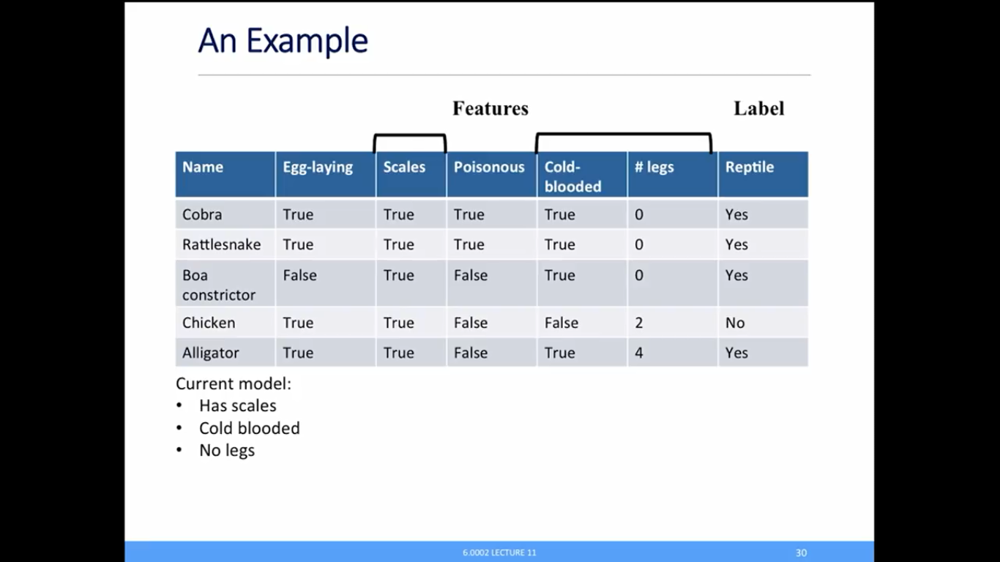 An Example
Features Label
Name Egg-laying Scales Poisonous Cold-blooded # legs Reptile
Cobra True True True True 0 Yes
Rattlesnake True True True True 0 Yes
Boa constrictor False True False True 0 Yes
Chicken True True False False 2 No
Alligator True True False True 4 Yes
Current model:
• Has scales
• Cold blooded
• No legs
6.0002 LECTURE 11 30